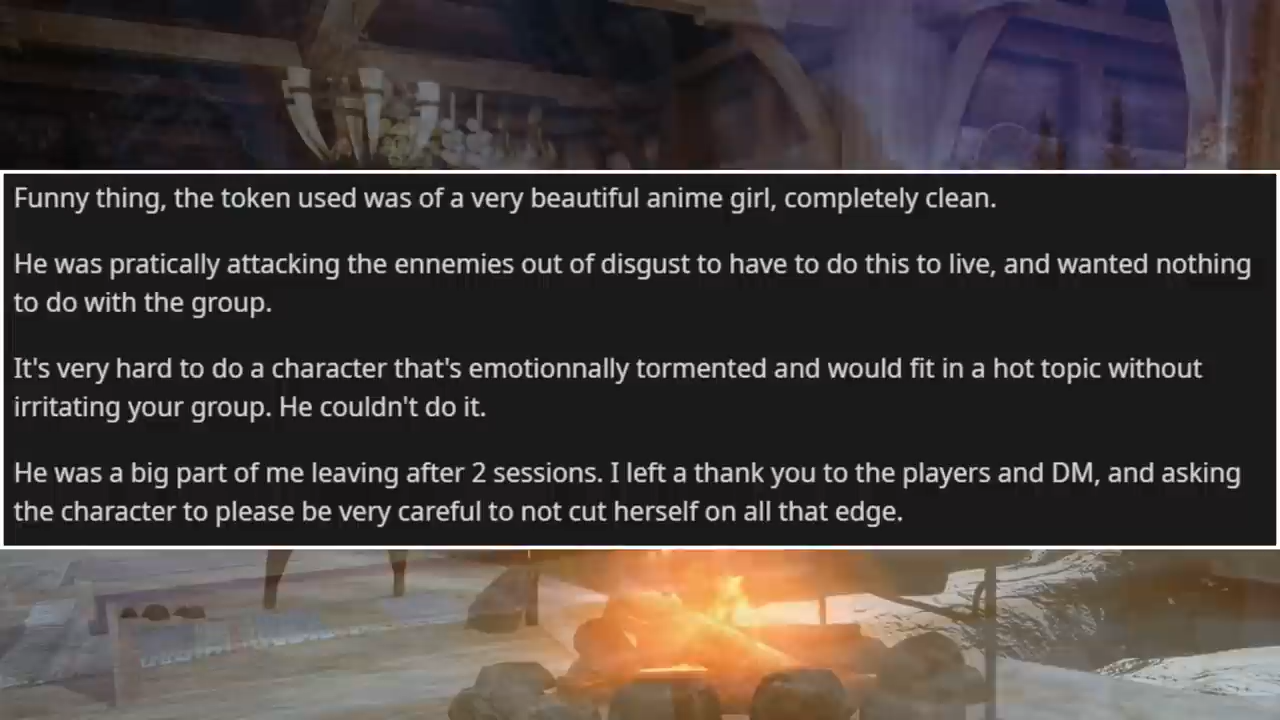 Funny thing, the token used was of a very beautiful anime girl, completely clean.
He was pratically attacking the ennemies out of disgust to have to do this to live, and wanted nothing
to do with the group.
It's very hard to do a character that's emotionnally tormented and would fit in a hot topic without
irritating your group. He couldn't do it.
He was a big part of me leaving after 2 sessions. I left a thank you to the players and DM, and asking
the character to please be very careful to not cut herself on all that edge.